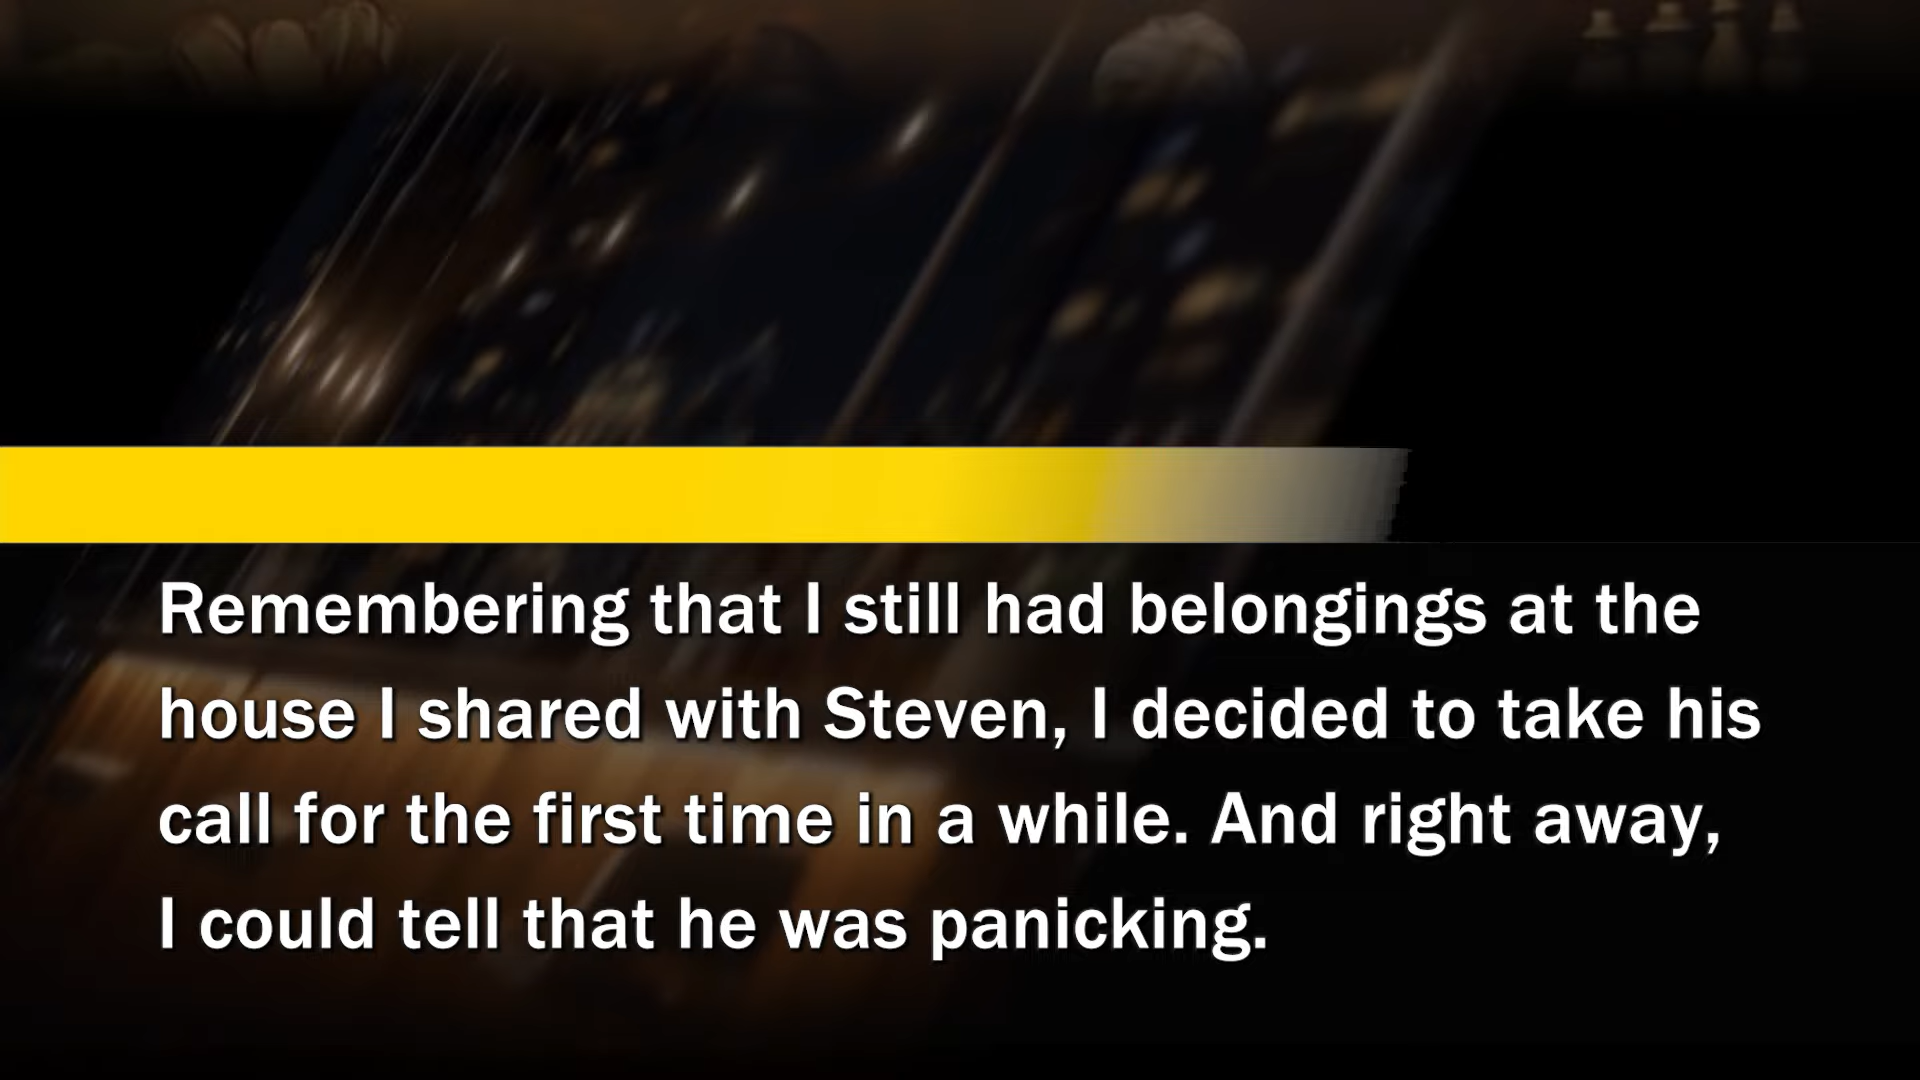 Remembering that I still had belongings at the
house I shared with Steven, I decided to take his
call for the first time in a while. And right away,
I could tell that he was panicking.